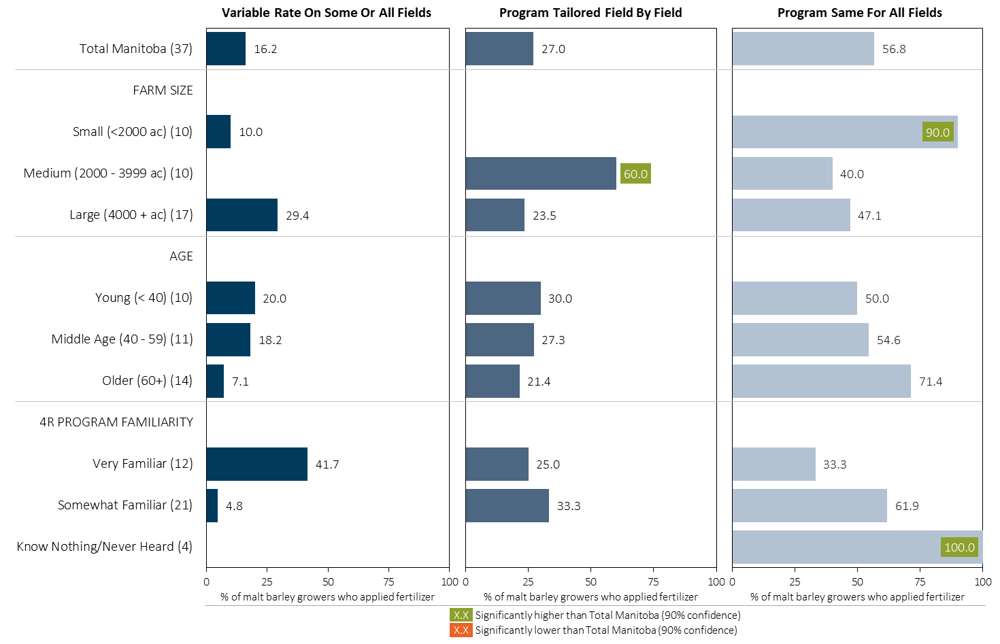 Variable Rate On Some Or All Fields
Program Tailored Field By Field
Program Same For All Fields
Total Manitoba (37) 16.2 27.0 56.8
FARM SIZE
Small (<2000 ac) (10) 10.0 90.0
Medium (2000 - 3999 ac) (10) 60.0 40.0
Large (4000 + ac) (17) 29.4 23.5 47.1
AGE
Young (< 40) (10) 20.0 30.0 50.0
Middle Age (40 - 59) (11) 18.2 27.3 54.6
Older (60+) (14) 7.1 21.4 71.4
4R PROGRAM FAMILIARITY
Very Familiar (12) 41.7 25.0 33.3
Somewhat Familiar (21) 4.8 33.3 61.9
Know Nothing/Never Heard (4) 100.0
0 25 50 75 100 0 25 50 75 100 0 25 50 75 100
% of malt barley growers who applied fertilizer
% of malt barley growers who applied fertilizer
% of malt barley growers who applied fertilizer
X.X Significantly higher than Total Manitoba (90% confidence)
X.X Significantly lower than Total Manitoba (90% confidence)